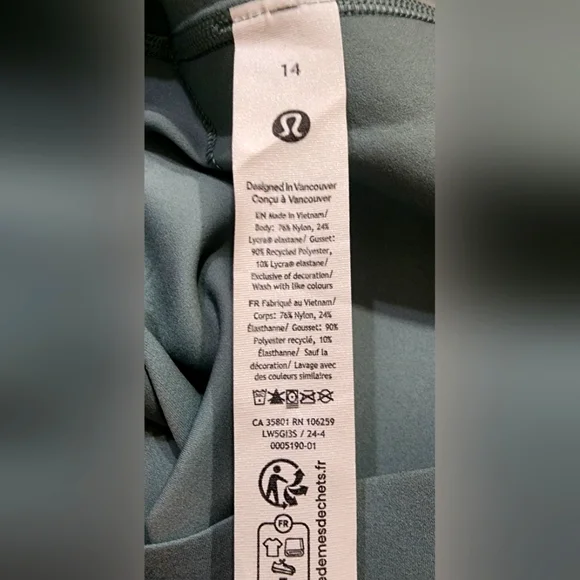 14
Designed in Vancouver
Conçu à Vancouver
EN Made in Vietnam/
Body: 76% Nylon, 24%
Lycra® elastane/ Gusset:
90% Recycled Polyester,
10% Lycra® elastane/
Exclusive of decoration/
Wash with like colours
FR Fabriqué au Vietnam/
Corps: 76% Nylon, 24%
Élasthanne/ Gousset: 90%
Polyester recyclé, 10%
Élasthanne/ Sauf la
décoration/ Lavage avec
des couleurs similaires
CA 35801 RN 106259
LW5GI3S / 24-4
0005190-01
FR
edemesdechets.fr